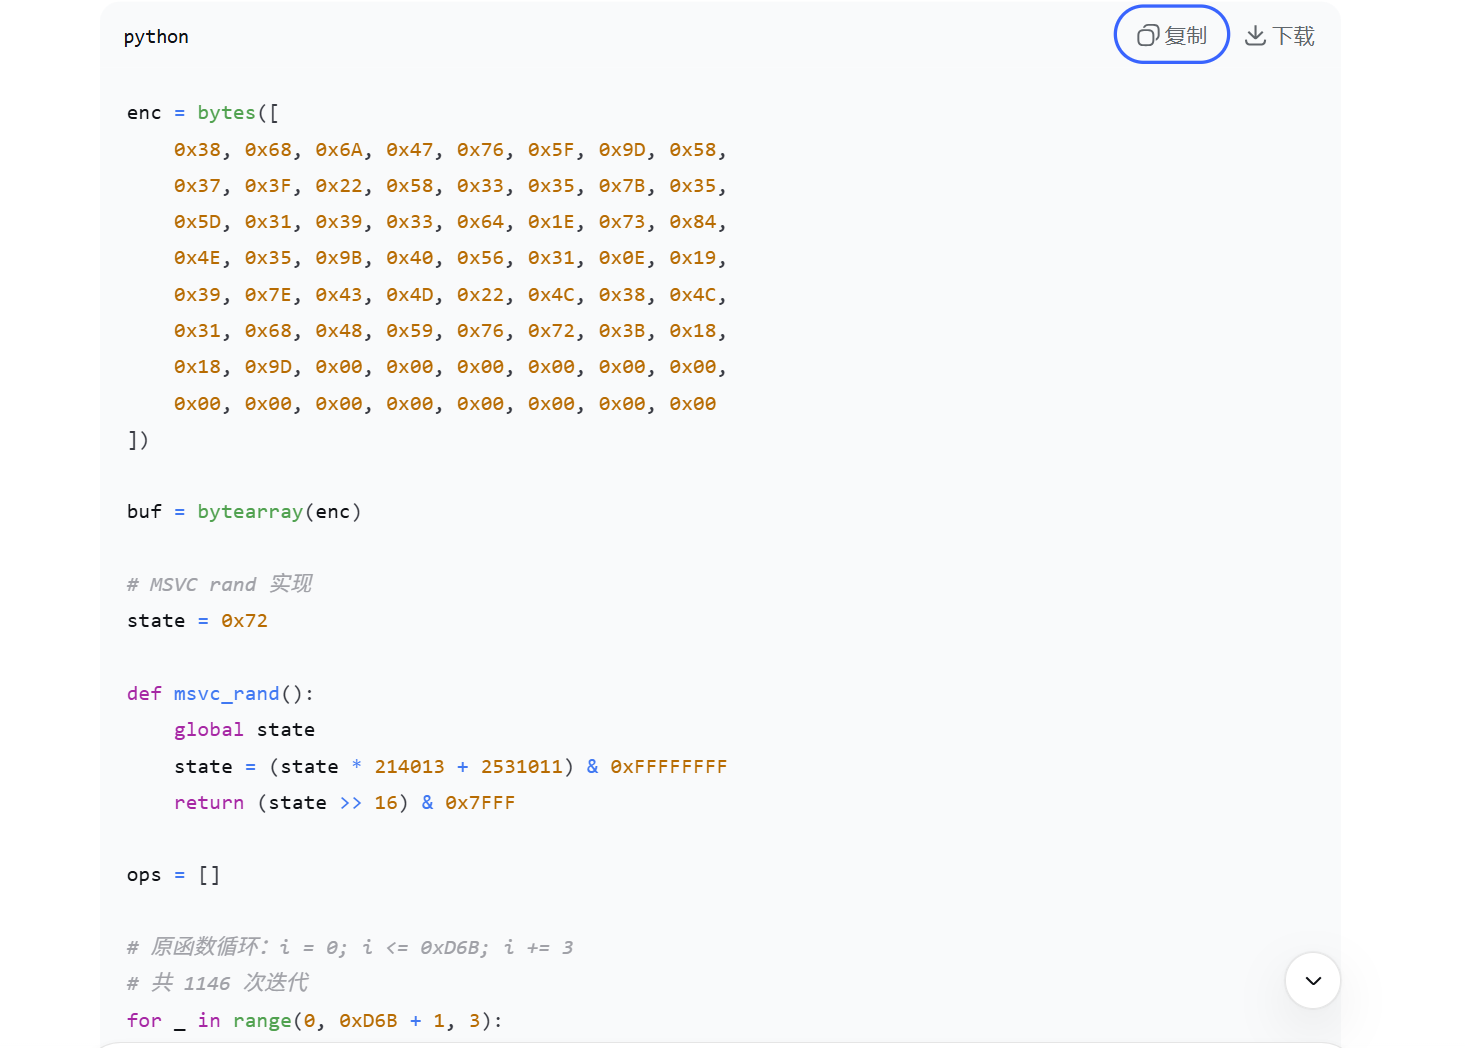 python
复制
下载
enc = bytes([
    0x38, 0x68, 0x6A, 0x47, 0x76, 0x5F, 0x9D, 0x58,
    0x37, 0x3F, 0x22, 0x58, 0x33, 0x35, 0x7B, 0x35,
    0x5D, 0x31, 0x39, 0x33, 0x64, 0x1E, 0x73, 0x84,
    0x4E, 0x35, 0x9B, 0x40, 0x56, 0x31, 0x0E, 0x19,
    0x39, 0x7E, 0x43, 0x4D, 0x22, 0x4C, 0x38, 0x4C,
    0x31, 0x68, 0x48, 0x59, 0x76, 0x72, 0x3B, 0x18,
    0x18, 0x9D, 0x00, 0x00, 0x00, 0x00, 0x00, 0x00,
    0x00, 0x00, 0x00, 0x00, 0x00, 0x00, 0x00, 0x00
])
buf = bytearray(enc)
# MSVC rand 实现
state = 0x72
def msvc_rand():
    global state
    state = (state * 214013 + 2531011) & 0xFFFFFFFF
    return (state >> 16) & 0x7FFF
ops = []
# 原函数循环：i = 0; i <= 0xD6B; i += 3
# 共 1146 次迭代
for _ in range(0, 0xD6B + 1, 3):